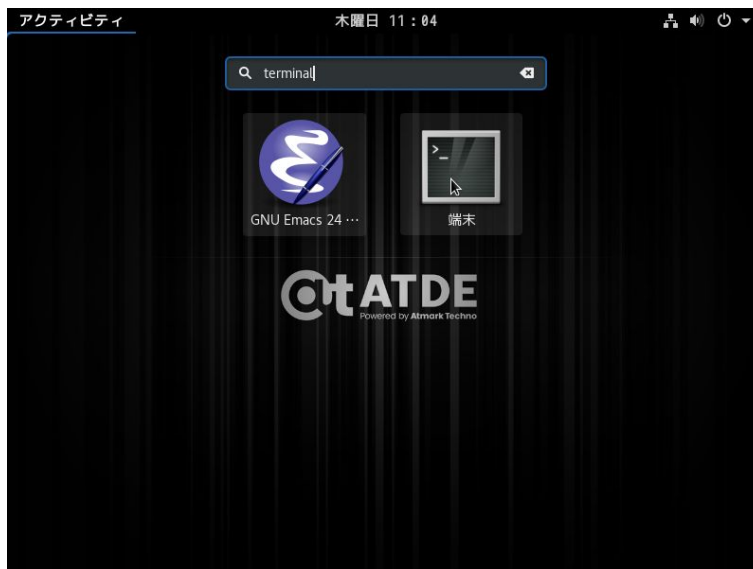 アクティビティ
木曜日 11：04
terminal
GNU Emacs 24 ⋯
端末
at ATDE
Powered by Atmark Techno